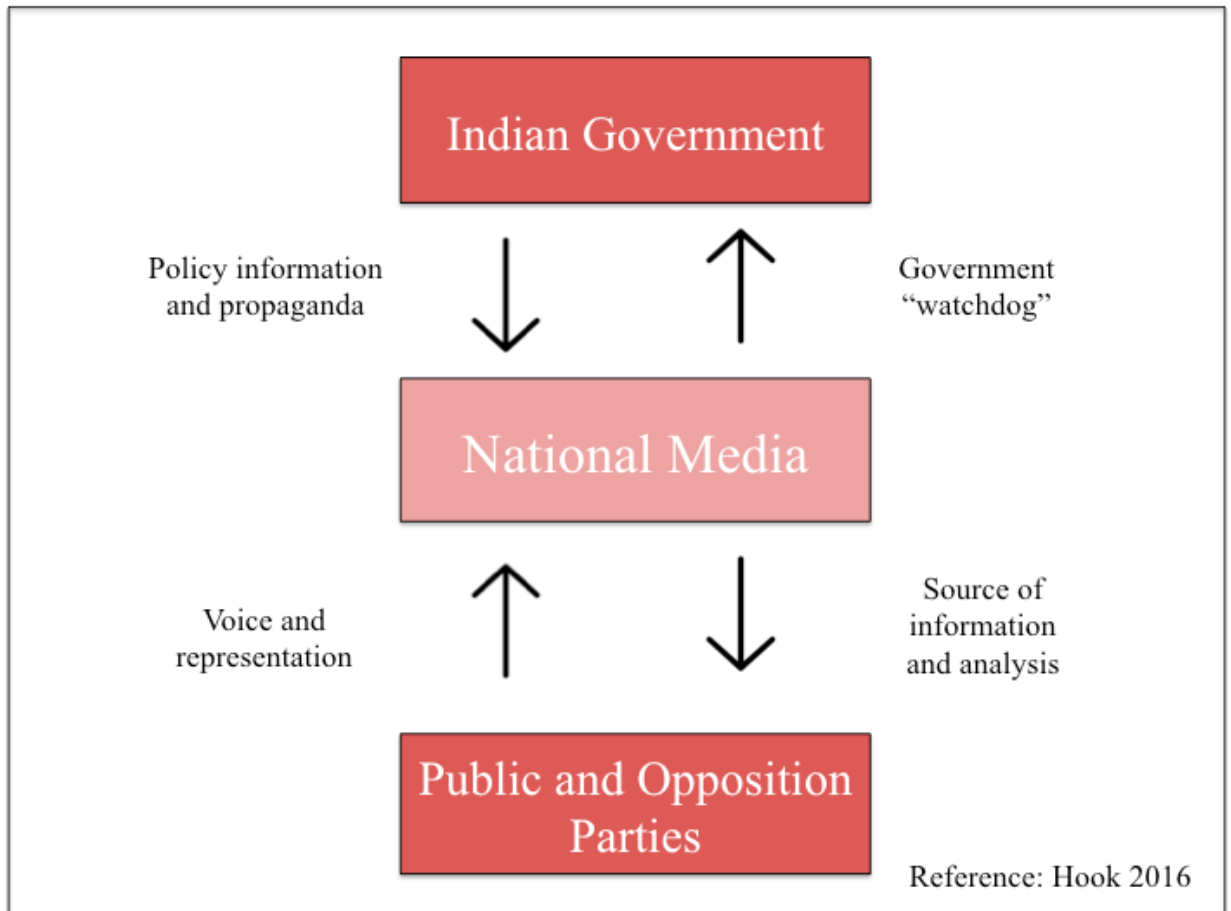 Indian Government
Policy information
and propaganda
Government
“watchdog”
National Media
Voice and
representation
Source of
information
and analysis
Public and Opposition
Parties
Reference: Hook 2016